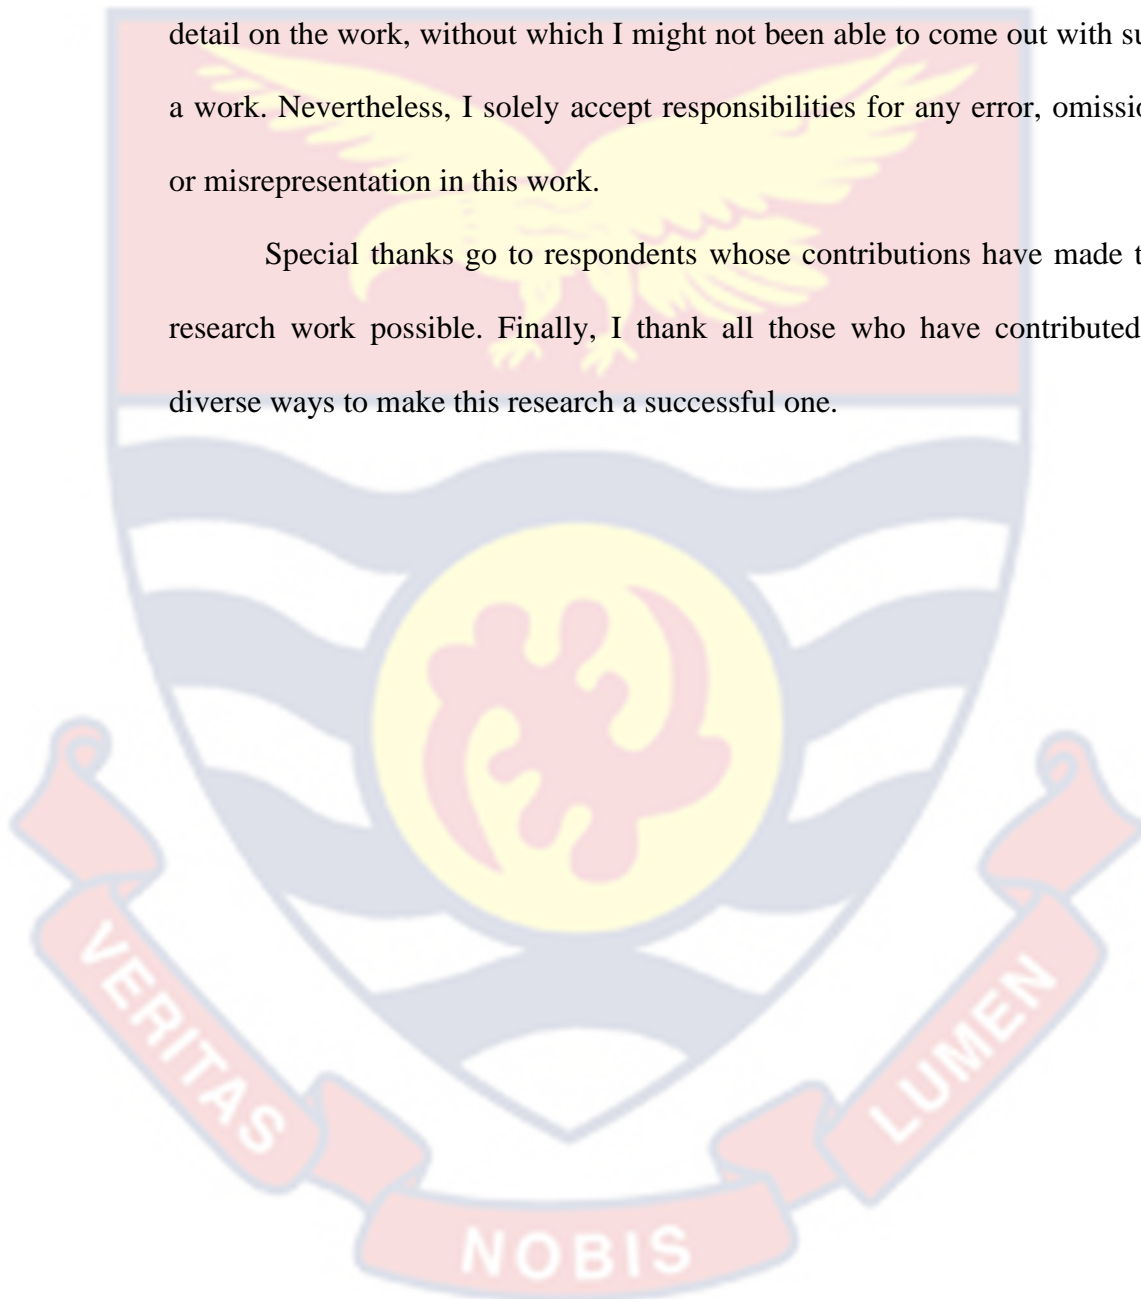 detail on the work, without which I might not been able to come out with su
a work. Nevertheless, I solely accept responsibilities for any error, omissio
or misrepresentation in this work.
Special thanks go to respondents whose contributions have made t
research work possible. Finally, I thank all those who have contributed
diverse ways to make this research a successful one.
VERITAS
NOBIS
LUMEN